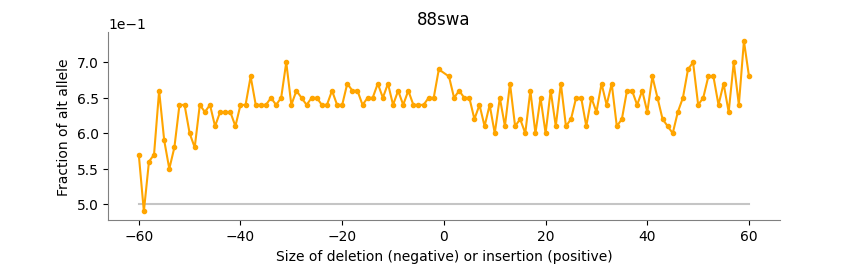 88swa
1e−1
7.0
6.5
6.0
5.5
5.0
Fraction of alt allele
−60 −40 −20 0 20 40 60
Size of deletion (negative) or insertion (positive)